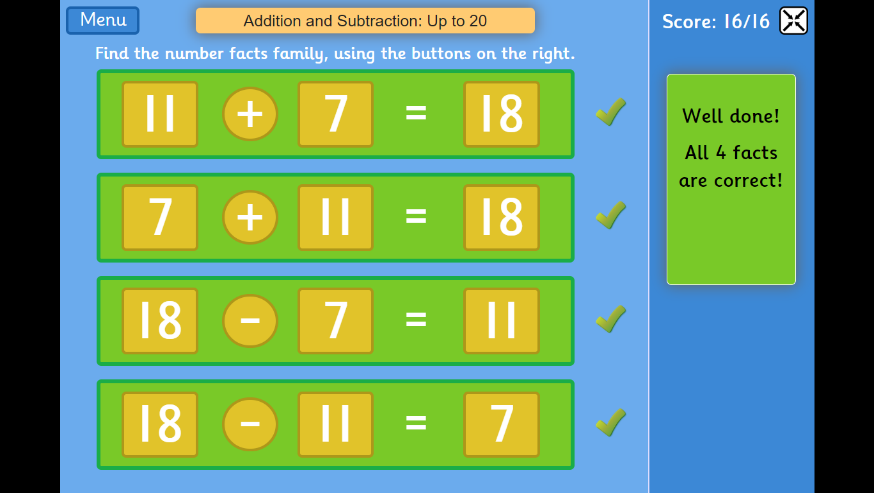 Menu
Addition and Subtraction: Up to 20
Score: 16/16
Find the number facts family, using the buttons on the right.
11 + 7 = 18
7 + 11 = 18
18 - 7 = 11
18 - 11 = 7
Well done!
All 4 facts
are correct!